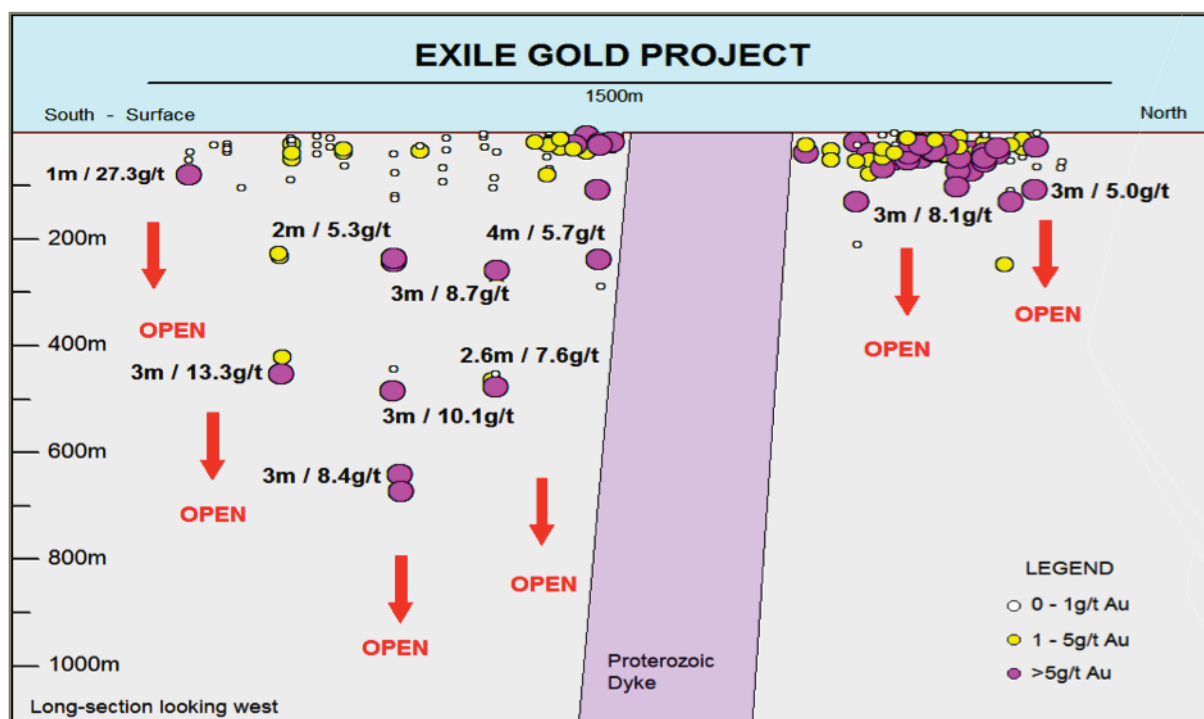 EXILE GOLD PROJECT
1500m
South - Surface
North
1m / 27.3g/t
3m / 5.0g/t
3m / 8.1g/t
200m
2m / 5.3g/t
4m / 5.7g/t
3m / 8.7g/t
OPEN
OPEN
OPEN
400m
3m / 13.3g/t
2.6m / 7.6g/t
3m / 10.1g/t
600m
3m / 8.4g/t
OPEN
800m
OPEN
OPEN
LEGEND
0 - 1g/t Au
1 - 5g/t Au
>5g/t Au
1000m
Proterozoic
Dyke
Long-section looking west